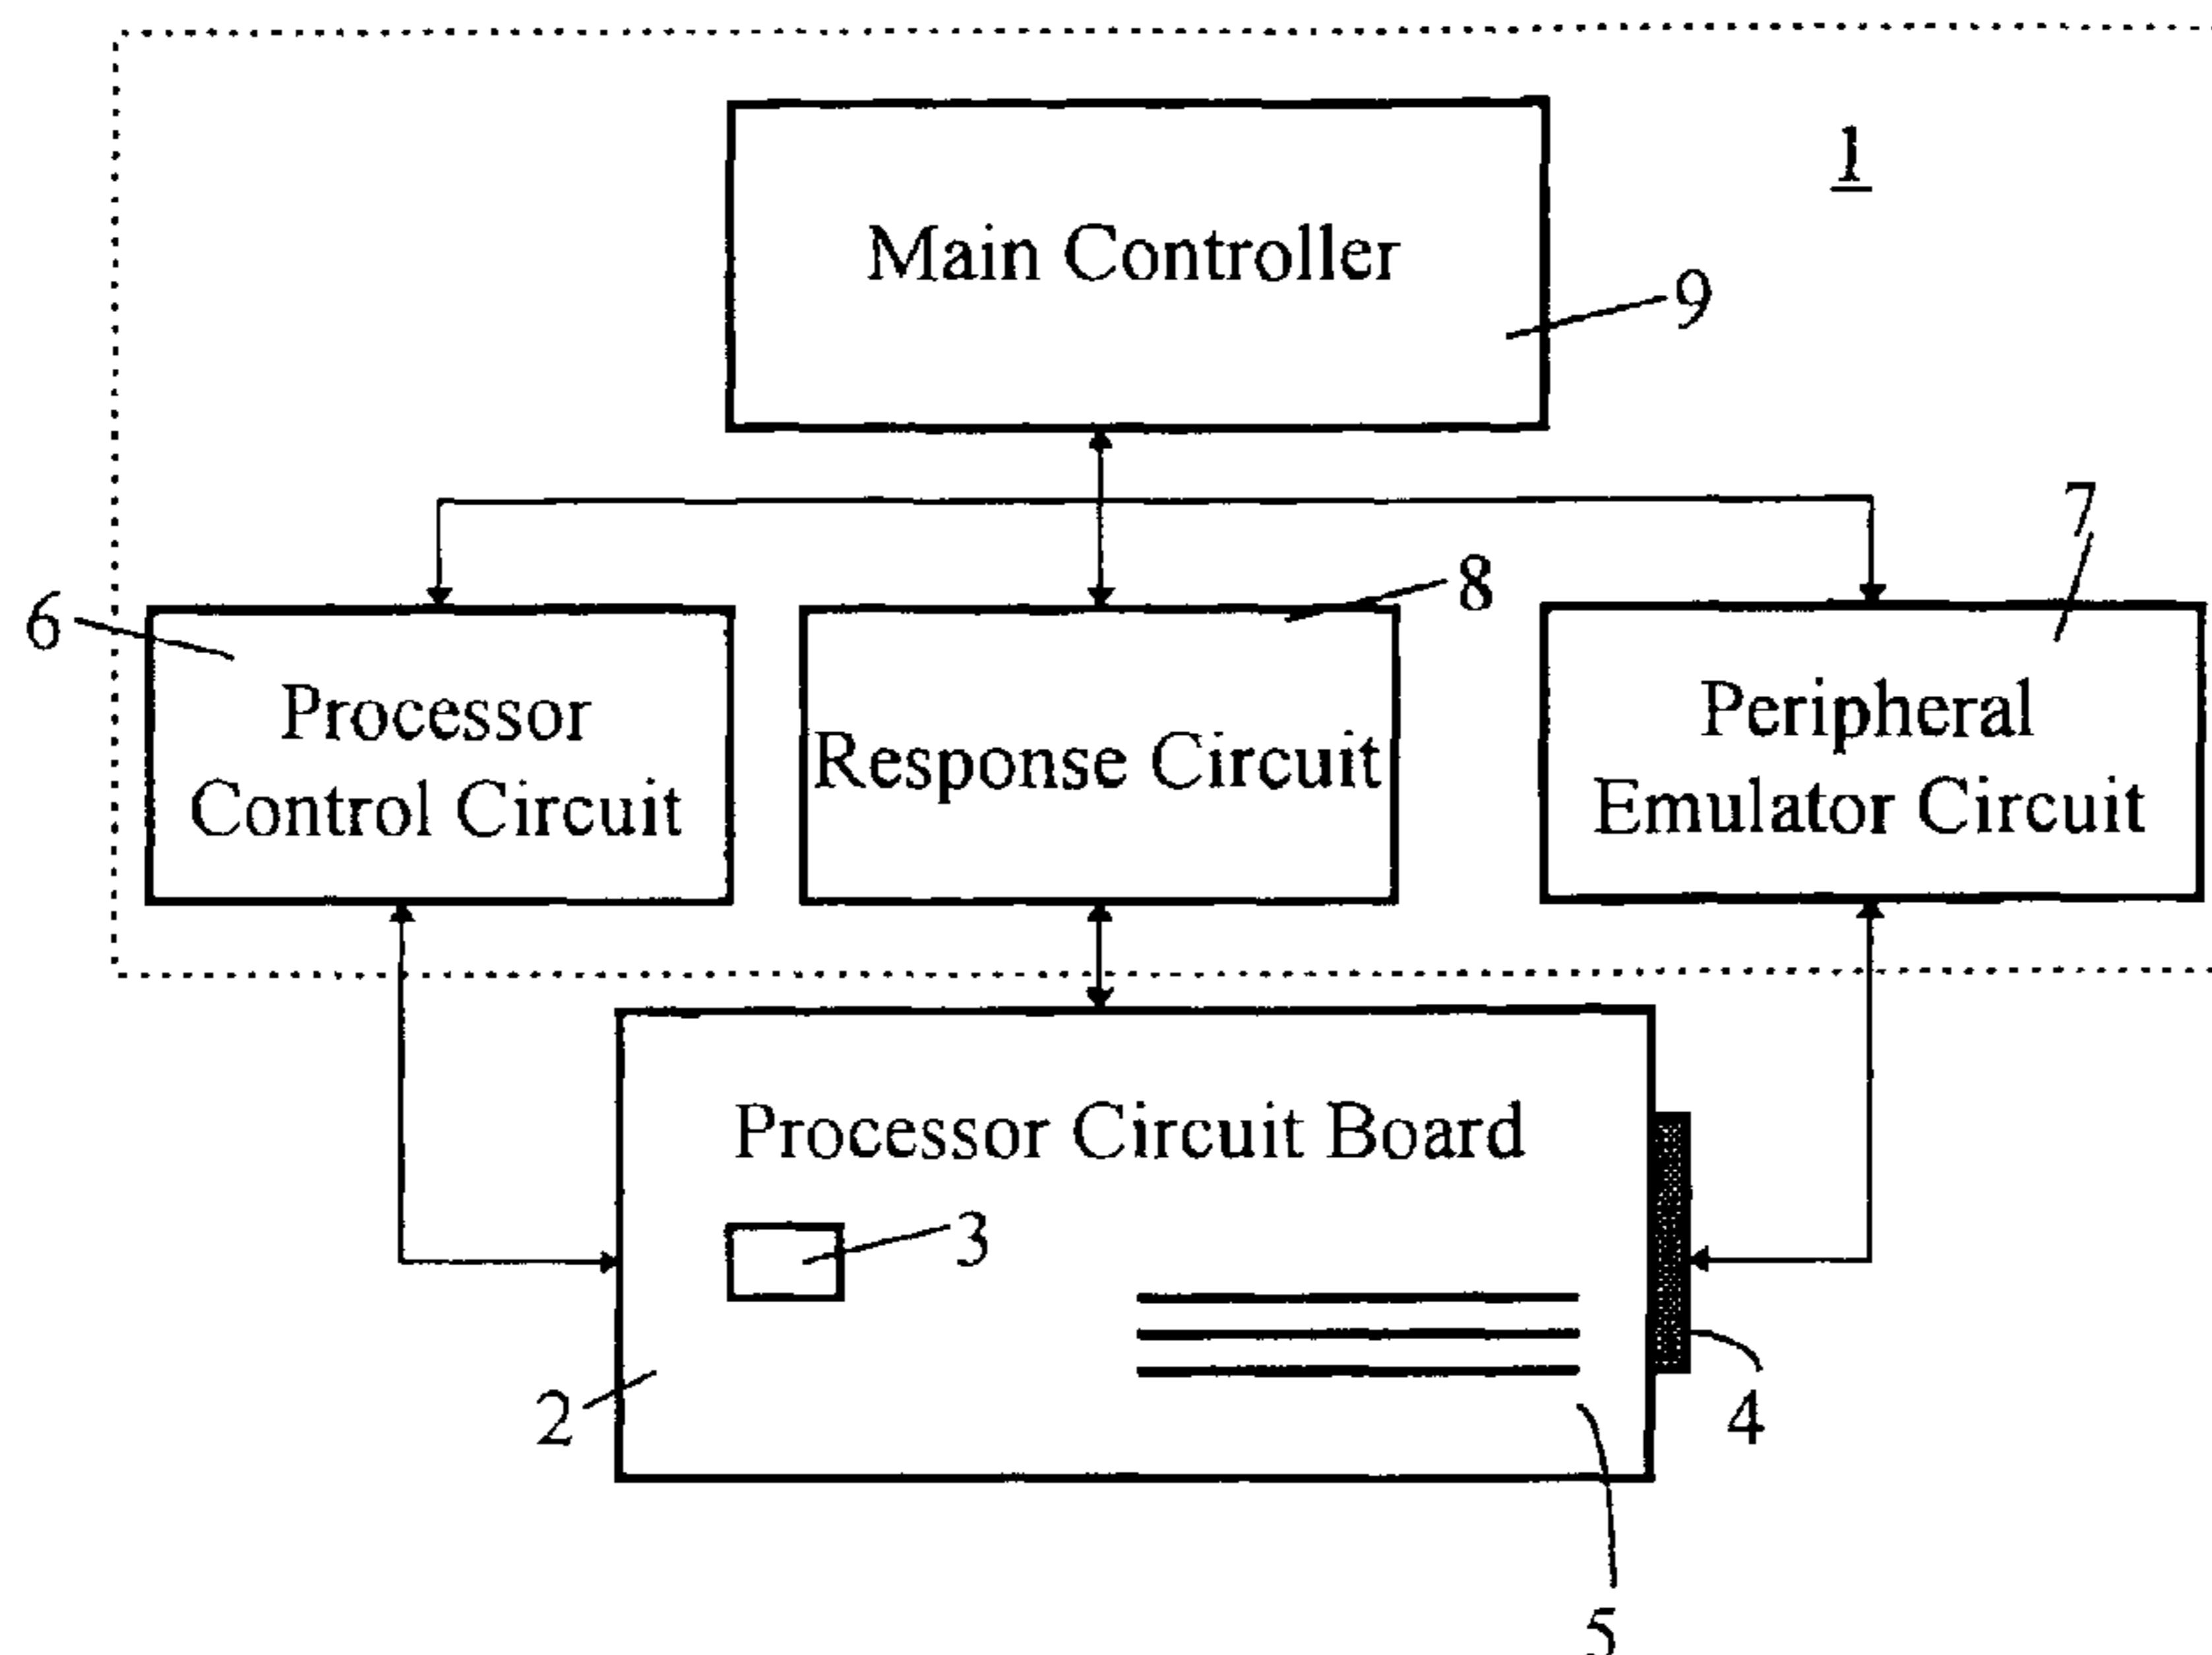 1
Main Controller
9
7
8
6
Processor
Control Circuit
Response Circuit
Peripheral
Emulator Circuit
Processor Circuit Board
3
2
4
5